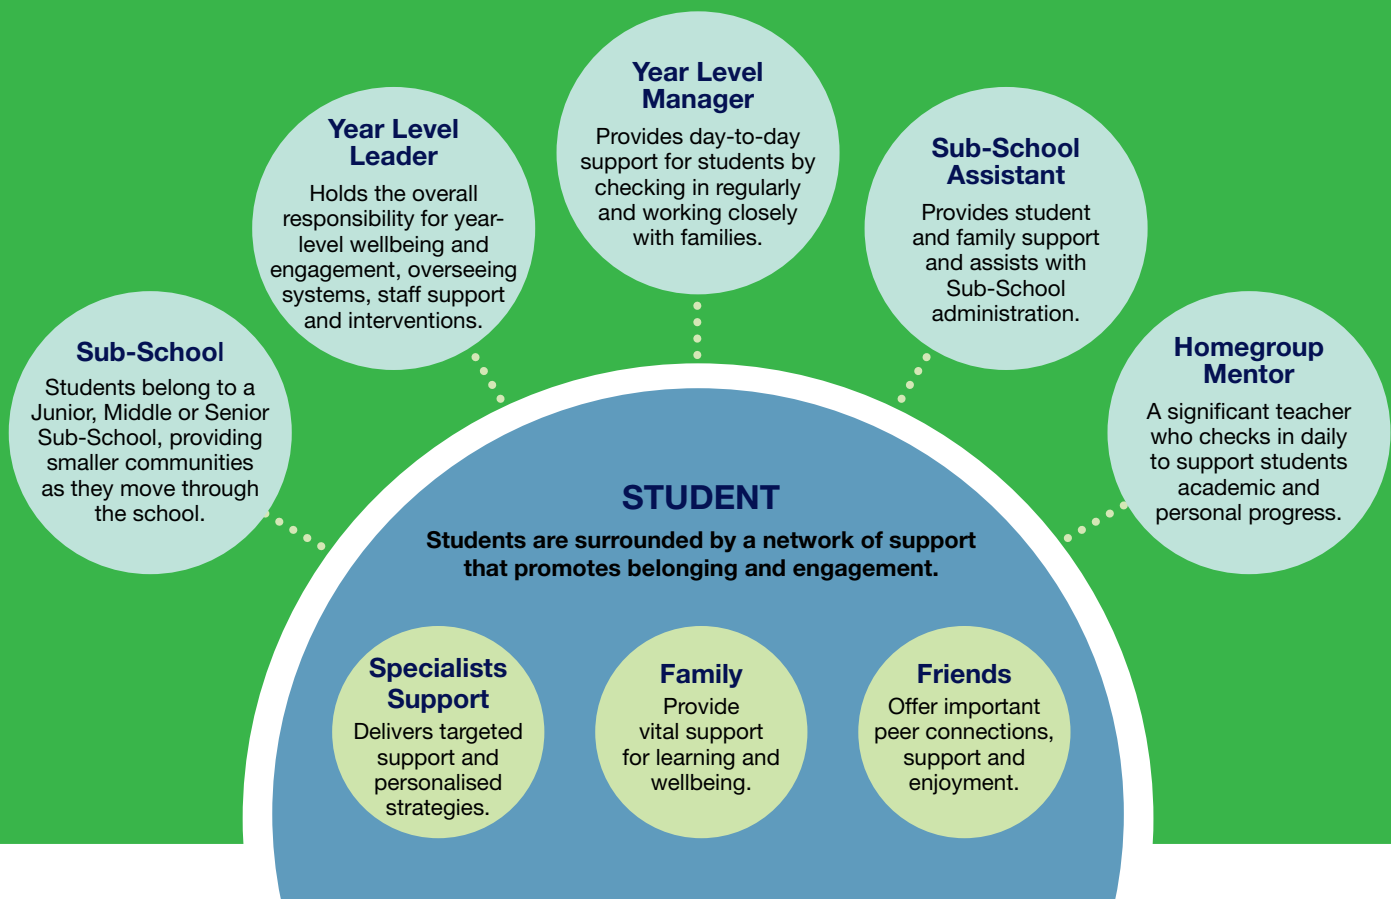 Year Level
Manager
Provides day-to-day
support for students by
checking in regularly
and working closely
with families.
Year Level
Leader
Holds the overall
responsibility for year-
level wellbeing and
engagement, overseeing
systems, staff support
and interventions.
Sub-School
Assistant
Provides student
and family support
and assists with
Sub-School
administration.
Sub-School
Students belong to a
Junior, Middle or Senior
Sub-School, providing
smaller communities
as they move through
the school.
Homegroup
Mentor
A significant teacher
who checks in daily
to support students
academic and
personal progress.
STUDENT
Students are surrounded by a network of support
that promotes belonging and engagement.
Specialists
Support
Delivers targeted
support and
personalised
strategies.
Family
Provide
vital support
for learning and
wellbeing.
Friends
Offer important
peer connections,
support and
enjoyment.